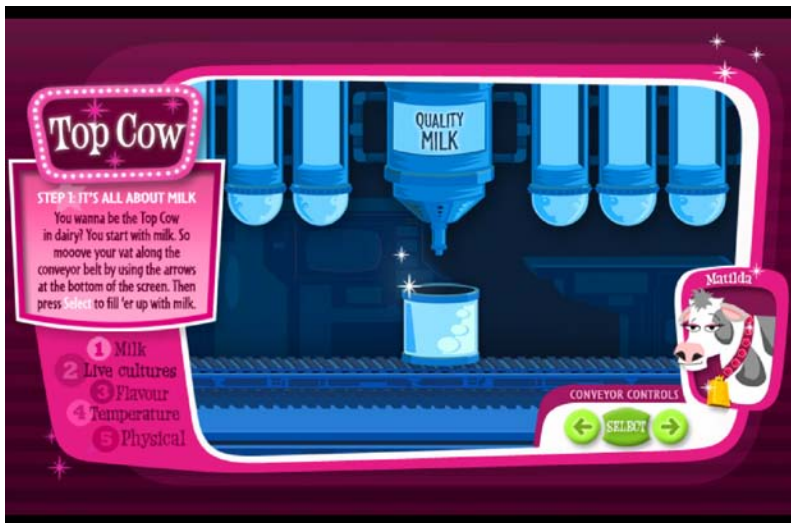 Top Cow
STEP 1: IT'S ALL ABOUT MILK
You wanna be the Top Cow
in dairy? You start with milk. So
mooove your vat along the
conveyor belt by using the arrows
at the bottom of the screen. Then
press Select to fill 'er up with milk.
1 Milk
2 Live cultures
3 Flavour
4 Temperature
5 Physical
QUALITY
MILK
Matilda
CONVEYOR CONTROLS
SELECT